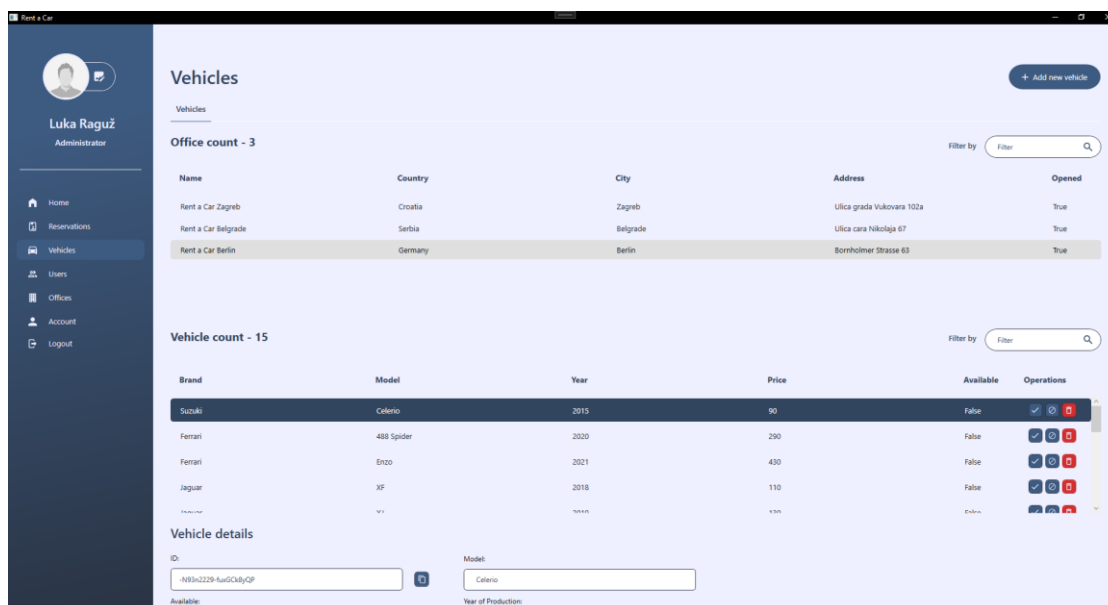 Rent a Car
Luka Raguž
Administrator
Home
Reservations
Vehicles
Users
Offices
Account
Logout
Vehicles
+ Add new vehicle
Vehicles
Office count - 3
Filter by Filter
Name Country City Address Opened
Rent a Car Zagreb Croatia Zagreb Ulica grada Vukovara 102a True
Rent a Car Belgrade Serbia Belgrade Ulica cara Nikolaja 67 True
Rent a Car Berlin Germany Berlin Bornholmer Strasse 63 True
Vehicle count - 15
Filter by Filter
Brand Model Year Price Available Operations
Suzuki Celerio 2015 90 False
Ferrari 488 Spider 2020 290 False
Ferrari Enzo 2021 430 False
Jaguar XF 2018 110 False
Jaguar XJ False
Vehicle details
ID: Model:
Celerio
Available: Year of Production: